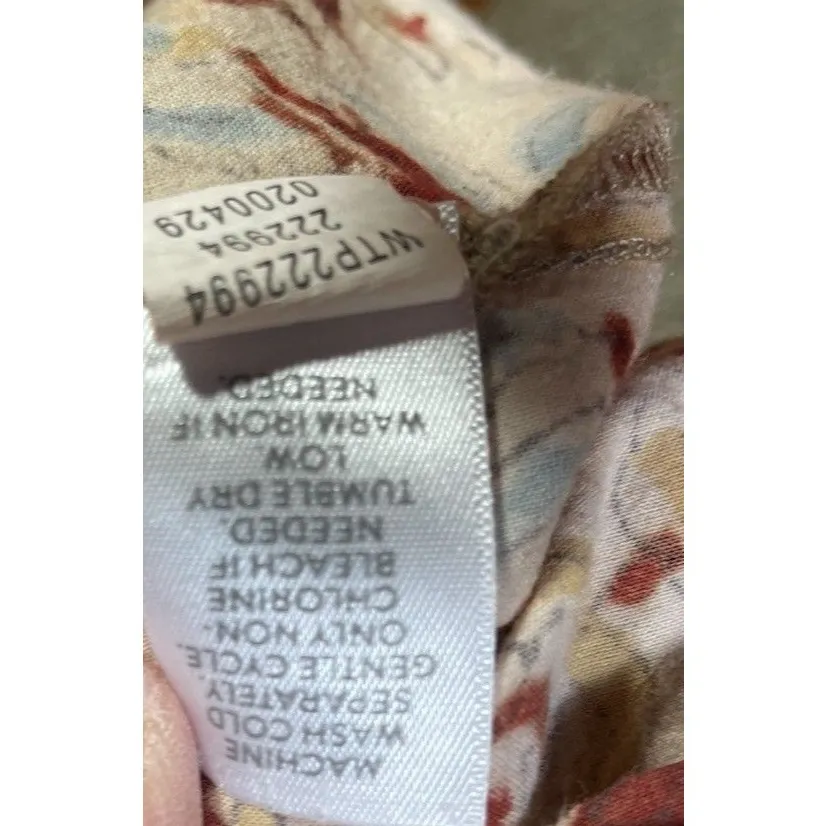 MACHINE
WASH COLD
SEPARATELY.
GENTLE CYCLE.
ONLY NON-
CHLORINE
BLEACH IF
NEEDED.
TUMBLE DRY
LOW
WARM IRON IF
NEEDED.
WTP222994
222994
0200429